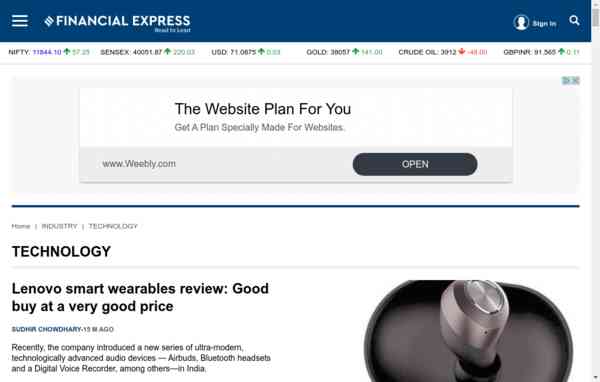 FINANCIAL EXPRESS
Read to Lead
Sign In
NIFTY: 11844.10 57.25 SENSEX: 40051.87 220.03 USD: 71.0875 0.03 GOLD: 38057 141.00 CRUDE OIL: 3912 -48.00 GBPINR: 91.565 0.11
The Website Plan For You
Get A Plan Specially Made For Websites.
www.Weebly.com OPEN
Home | INDUSTRY | TECHNOLOGY
TECHNOLOGY
Lenovo smart wearables review: Good
buy at a very good price
SUDHIR CHOWDHARY-15 M AGO
Recently, the company introduced a new series of ultra-modern,
technologically advanced audio devices — Airbuds, Bluetooth headsets
and a Digital Voice Recorder, among others—in India.